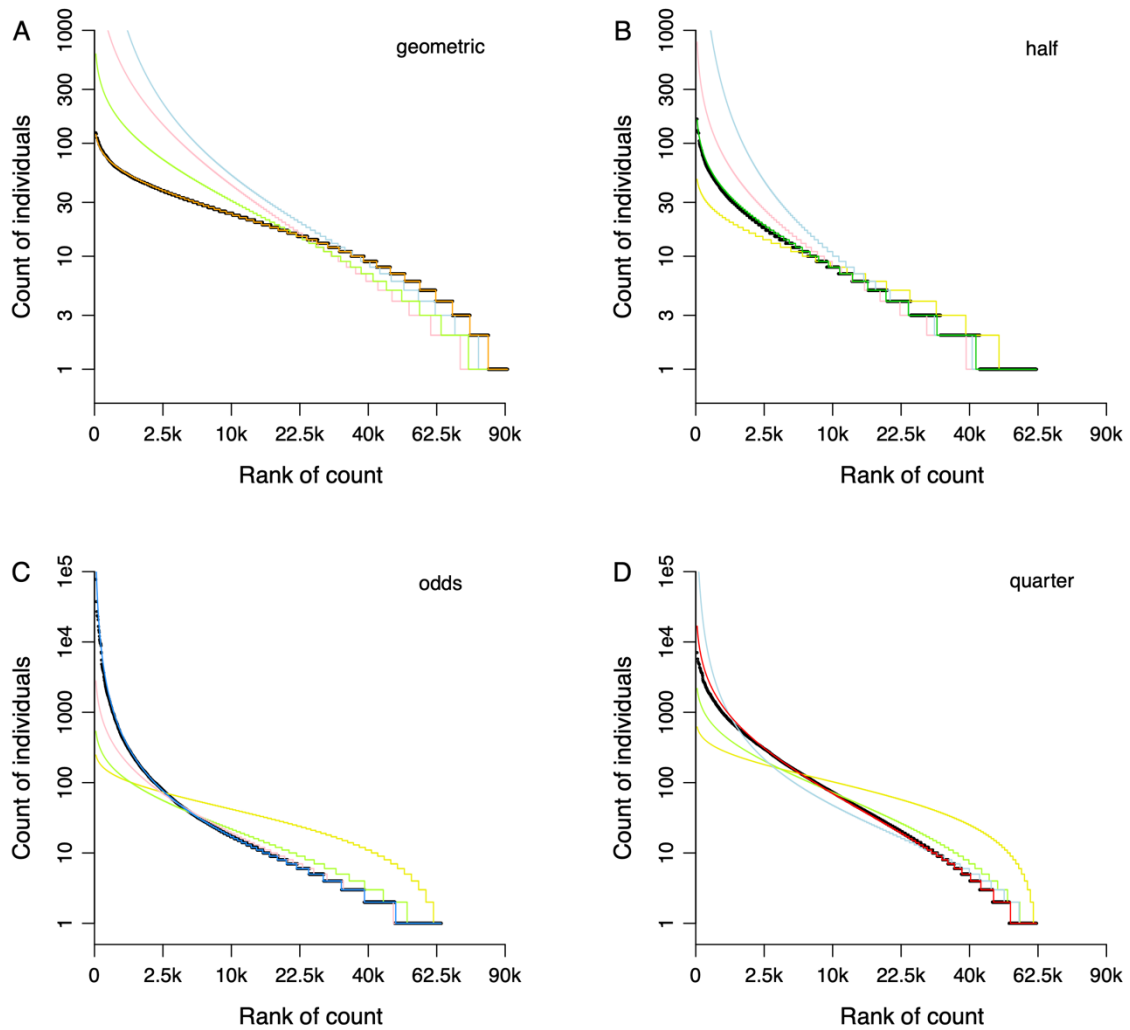 A
geometric
Count of individuals
1000
300
100
30
10
3
1
0 2.5k 10k 22.5k 40k 62.5k 90k
Rank of count
B
half
Count of individuals
1000
300
100
30
10
3
1
0 2.5k 10k 22.5k 40k 62.5k 90k
Rank of count
C
odds
Count of individuals
1e5
1e4
1000
100
10
1
0 2.5k 10k 22.5k 40k 62.5k 90k
Rank of count
D
quarter
Count of individuals
1e5
1e4
1000
100
10
1
0 2.5k 10k 22.5k 40k 62.5k 90k
Rank of count